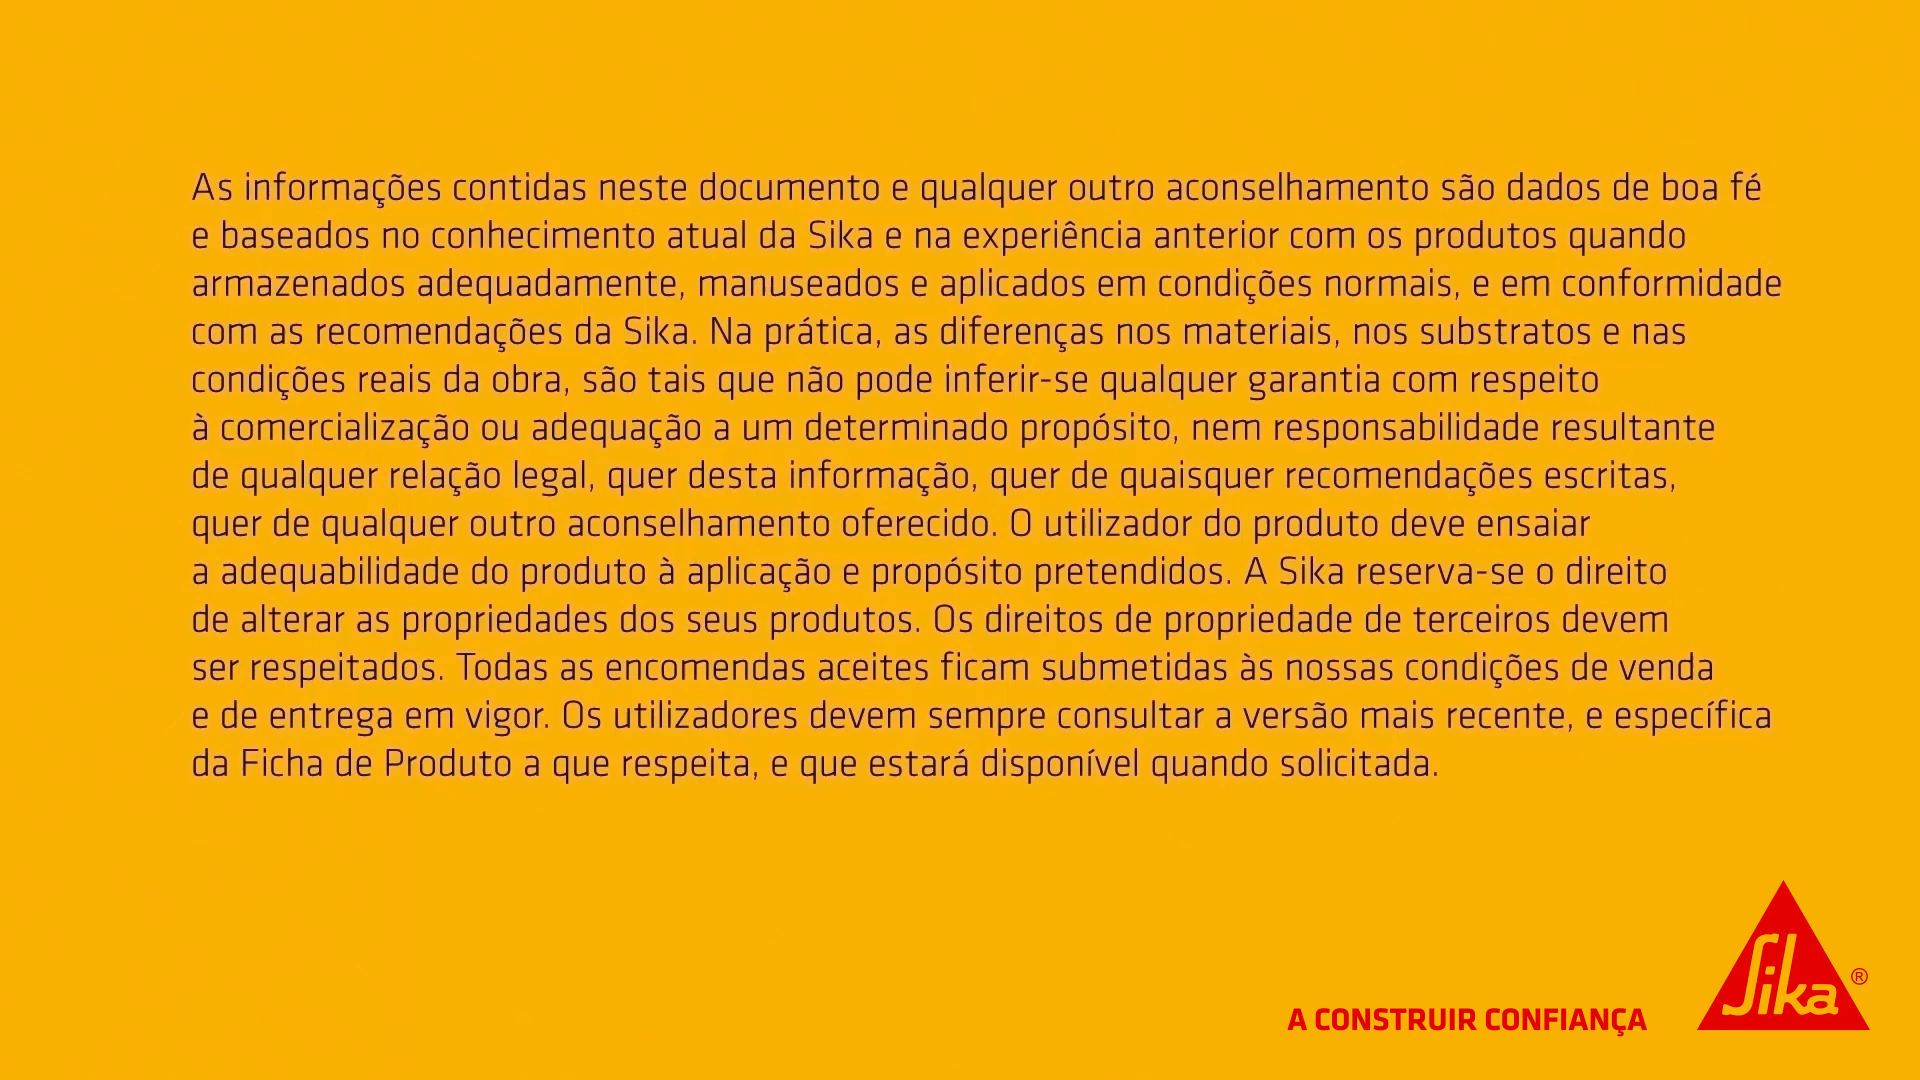 As informações contidas neste documento e qualquer outro aconselhamento são dados de boa fé
e baseados no conhecimento atual da Sika e na experiência anterior com os produtos quando
armazenados adequadamente, manuseados e aplicados em condições normais, e em conformidade
com as recomendações da Sika. Na prática, as diferenças nos materiais, nos substratos e nas
condições reais da obra, são tais que não pode inferir-se qualquer garantia com respeito
à comercialização ou adequação a um determinado propósito, nem responsabilidade resultante
de qualquer relação legal, quer desta informação, quer de quaisquer recomendações escritas,
quer de qualquer outro aconselhamento oferecido. O utilizador do produto deve ensaiar
a adequabilidade do produto à aplicação e propósito pretendidos. A Sika reserva-se o direito
de alterar as propriedades dos seus produtos. Os direitos de propriedade de terceiros devem
ser respeitados. Todas as encomendas aceites ficam submetidas às nossas condições de venda
e de entrega em vigor. Os utilizadores devem sempre consultar a versão mais recente, e específica
da Ficha de Produto a que respeita, e que estará disponível quando solicitada.
A CONSTRUIR CONFIANÇA
Sika®